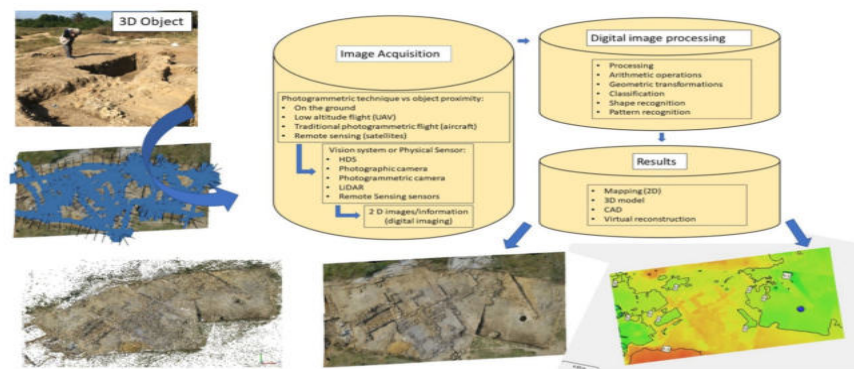 3D Object
Image Acquisition
Photogrammetric technique vs object proximity:
• On the ground
• Low altitude flight (UAV)
• Traditional photogrammetric flight (aircraft)
• Remote sensing (satellites)
Vision system or Physical Sensor:
• HDS
• Photographic camera
• Photogrammetric camera
• LiDAR
• Remote Sensing sensors
2 D images/information
(digital imaging)
Digital image processing
• Processing
• Arithmetic operations
• Geometric transformations
• Classification
• Shape recognition
• Pattern recognition
Results
• Mapping (2D)
• 3D model
• CAD
• Virtual reconstruction